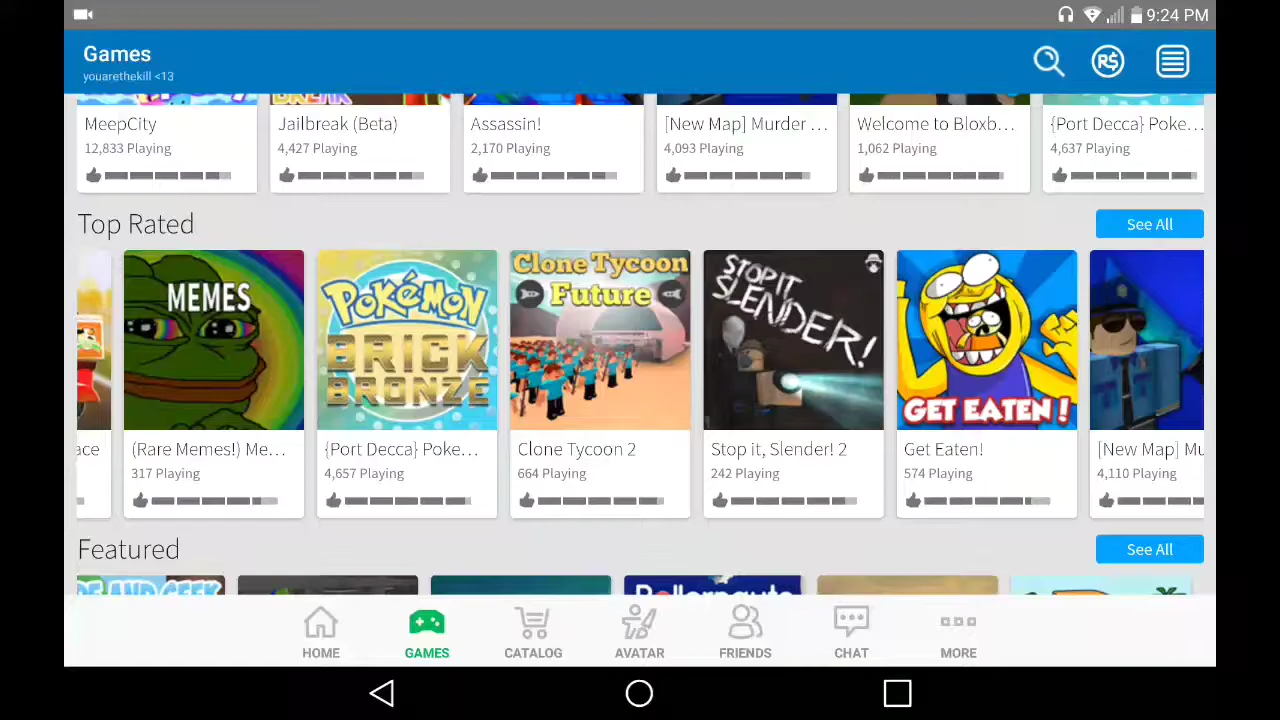 9:24 PM
Games
youarethekill <13
R$
MeepCity
12,833 Playing
Jailbreak (Beta)
4,427 Playing
Assassin!
2,170 Playing
[New Map] Murder ...
4,093 Playing
Welcome to Bloxb...
1,062 Playing
{Port Decca} Poke...
4,637 Playing
Top Rated
See All
MEMES
POKéMON
BRICK
BRONZE
Clone Tycoon
Future
STOP IT,
SLENDER!
GET EATEN!
ace
(Rare Memes!) Me...
317 Playing
{Port Decca} Poke...
4,657 Playing
Clone Tycoon 2
664 Playing
Stop it, Slender! 2
242 Playing
Get Eaten!
574 Playing
[New Map] Mu
4,110 Playing
Featured
See All
AND GEEK
HOME
GAMES
CATALOG
AVATAR
FRIENDS
CHAT
MORE